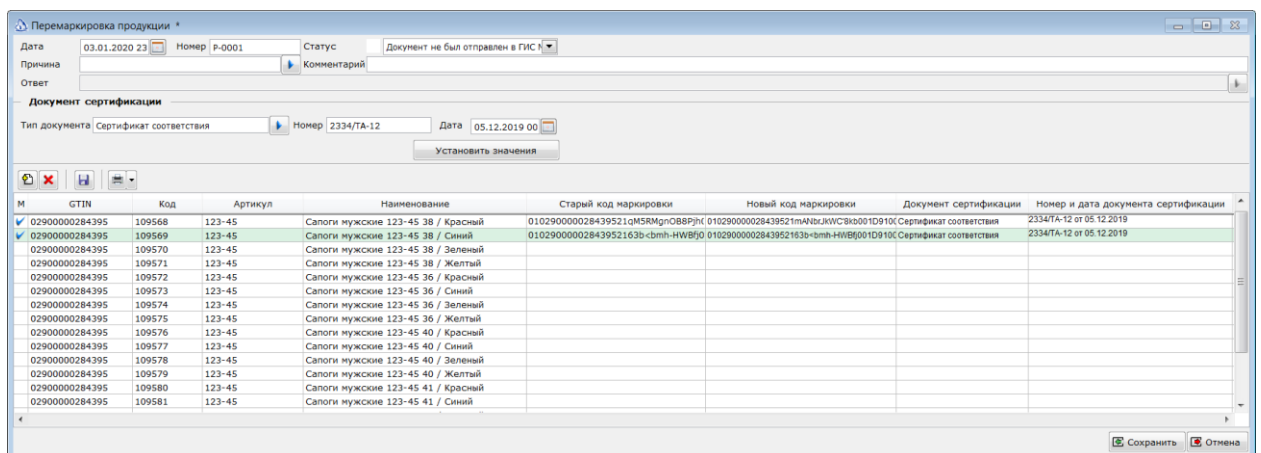 Перемаркировка продукции *
Дата 03.01.2020 23 Номер Р-0001 Статус Документ не был отправлен в ГИС М
Причина Комментарий
Ответ
Документ сертификации
Тип документа Сертификат соответствия Номер 2334/ТА-12 Дата 05.12.2019 00
Установить значения
М GTIN Код Артикул Наименование Старый код маркировки Новый код маркировки Документ сертификации Номер и дата документа сертификации
02900000284395 109568 123-45 Сапоги мужские 123-45 38 / Красный 010290000028439521qM5RMgnOB8Pjh( 010290000028439521mANbrJkWC'8kb001D910C Сертификат соответствия 2334/ТА-12 от 05.12.2019
02900000284395 109569 123-45 Сапоги мужские 123-45 38 / Синий 01029000002843952163b<bmh-HWBfj0 01029000002843952163b<bmh-HWBfj001D910C Сертификат соответствия 2334/ТА-12 от 05.12.2019
02900000284395 109570 123-45 Сапоги мужские 123-45 38 / Зеленый
02900000284395 109571 123-45 Сапоги мужские 123-45 38 / Желтый
02900000284395 109572 123-45 Сапоги мужские 123-45 36 / Красный
02900000284395 109573 123-45 Сапоги мужские 123-45 36 / Синий
02900000284395 109574 123-45 Сапоги мужские 123-45 36 / Зеленый
02900000284395 109575 123-45 Сапоги мужские 123-45 36 / Желтый
02900000284395 109576 123-45 Сапоги мужские 123-45 40 / Красный
02900000284395 109577 123-45 Сапоги мужские 123-45 40 / Синий
02900000284395 109578 123-45 Сапоги мужские 123-45 40 / Зеленый
02900000284395 109579 123-45 Сапоги мужские 123-45 40 / Желтый
02900000284395 109580 123-45 Сапоги мужские 123-45 41 / Красный
02900000284395 109581 123-45 Сапоги мужские 123-45 41 / Синий
Сохранить Отмена